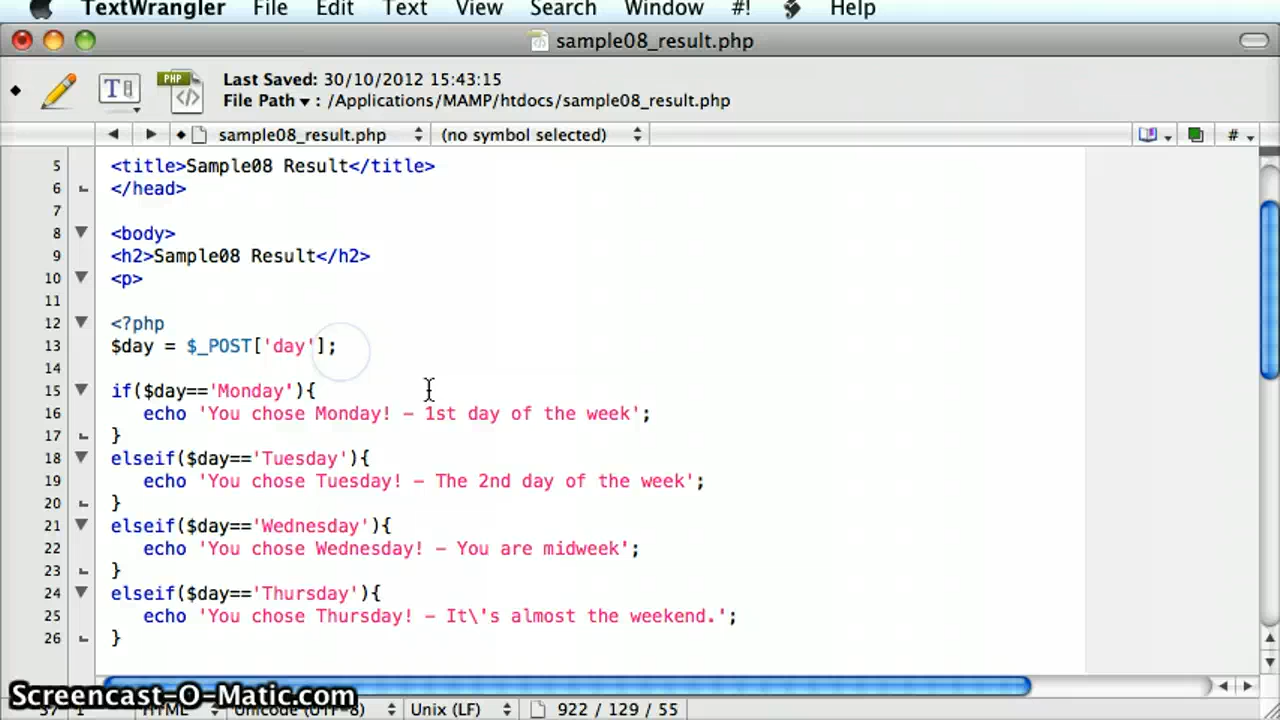 TextWrangler File Edit Text View Search Window #! Help
sample08_result.php
Last Saved: 30/10/2012 15:43:15
File Path ▾ : /Applications/MAMP/htdocs/sample08_result.php
T PHP </>
sample08_result.php (no symbol selected) #
5 <title>Sample08 Result</title>
6 </head>
7
8 <body>
9 <h2>Sample08 Result</h2>
10 <p>
11
12 <?php
13 $day = $_POST['day'];
14
15 if($day=='Monday'){
16 echo 'You chose Monday! - 1st day of the week';
17 }
18 elseif($day=='Tuesday'){
19 echo 'You chose Tuesday! - The 2nd day of the week';
20 }
21 elseif($day=='Wednesday'){
22 echo 'You chose Wednesday! - You are midweek';
23 }
24 elseif($day=='Thursday'){
25 echo 'You chose Thursday! - It\'s almost the weekend.';
26 }
Screencast-O-Matic.com
HTML Unicode (UTF-8) Unix (LF) 922 / 129 / 55